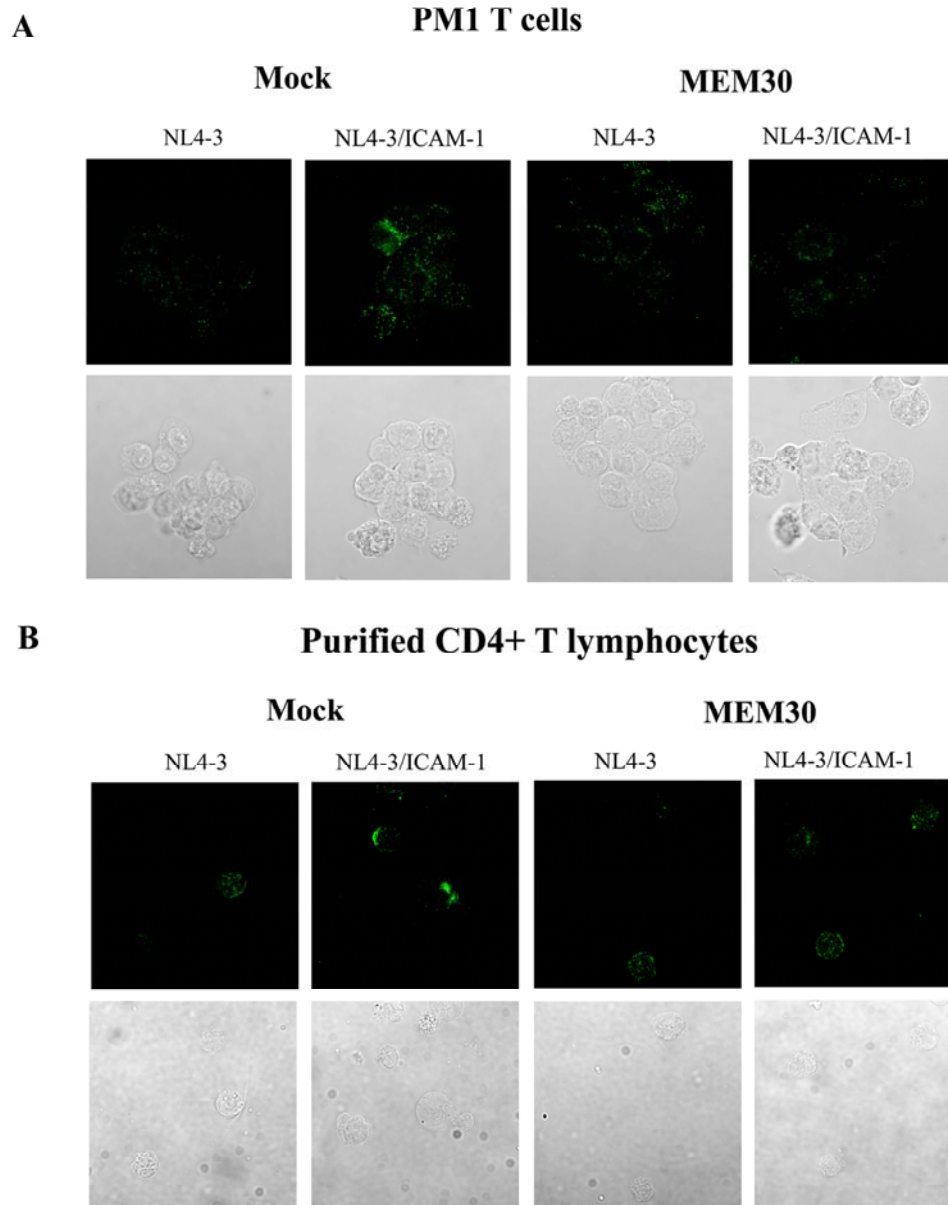 A
PM1 T cells
Mock MEM30
NL4-3 NL4-3/ICAM-1 NL4-3 NL4-3/ICAM-1
B
Purified CD4+ T lymphocytes
Mock MEM30
NL4-3 NL4-3/ICAM-1 NL4-3 NL4-3/ICAM-1